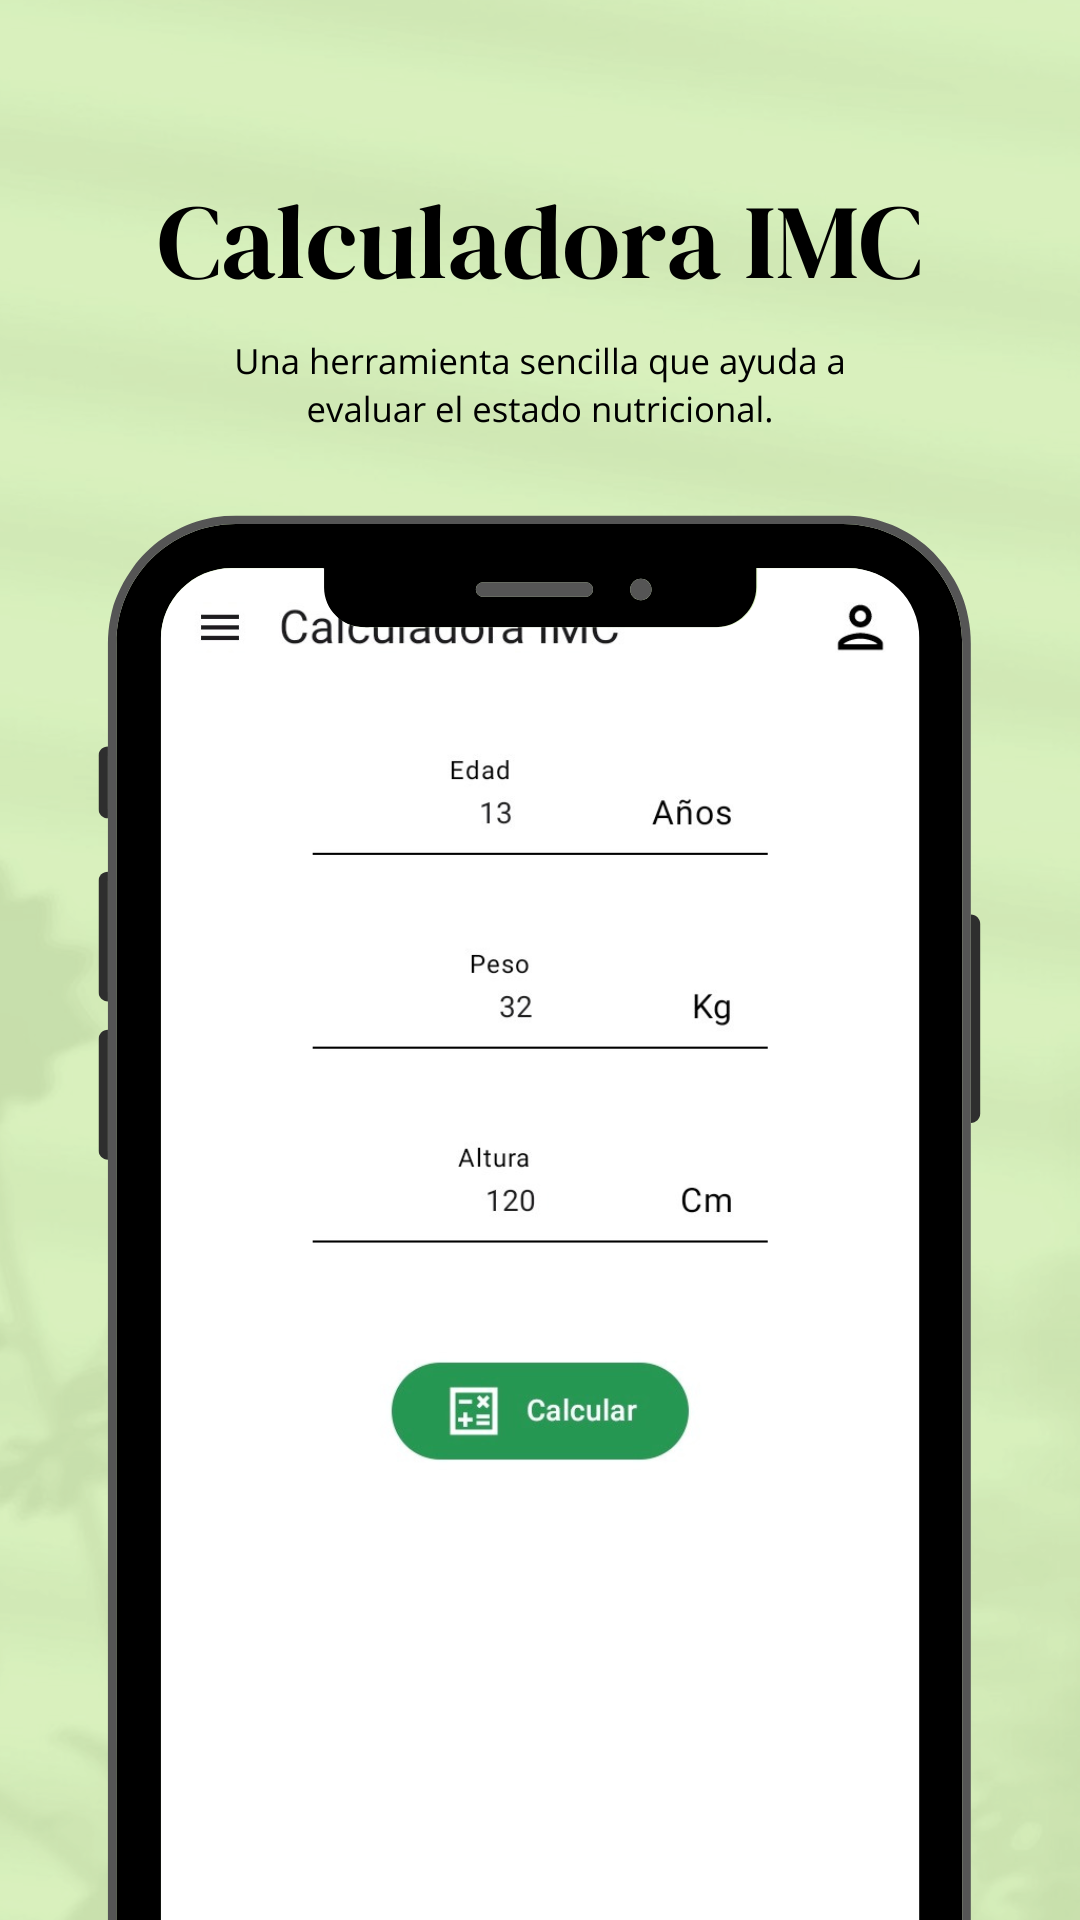 Calculadora IMC
Una herramienta sencilla que ayuda a
evaluar el estado nutricional.
Calculadora IMC
Edad
13 Años
Peso
32 Kg
Altura
120 Cm
Calcular